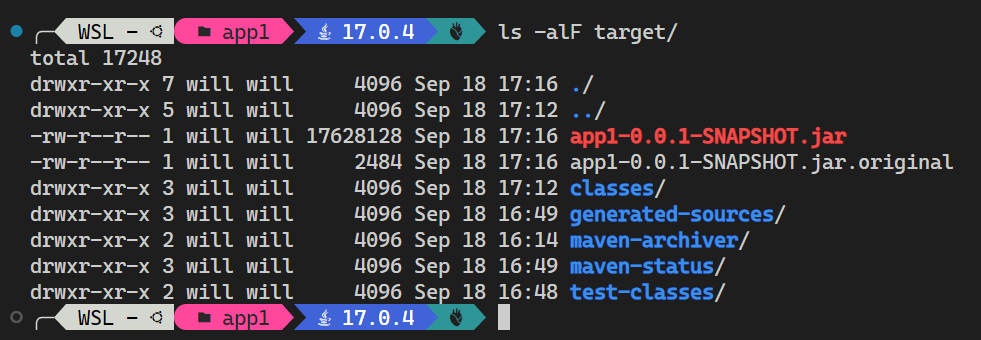 WSL - app1 17.0.4 ls -alF target/
total 17248
drwxr-xr-x 7 will will     4096 Sep 18 17:16 ./
drwxr-xr-x 5 will will     4096 Sep 18 17:12 ../
-rw-r--r-- 1 will will 17628128 Sep 18 17:16 app1-0.0.1-SNAPSHOT.jar
-rw-r--r-- 1 will will     2484 Sep 18 17:16 app1-0.0.1-SNAPSHOT.jar.original
drwxr-xr-x 3 will will     4096 Sep 18 17:12 classes/
drwxr-xr-x 3 will will     4096 Sep 18 16:49 generated-sources/
drwxr-xr-x 2 will will     4096 Sep 18 16:14 maven-archiver/
drwxr-xr-x 3 will will     4096 Sep 18 16:49 maven-status/
drwxr-xr-x 2 will will     4096 Sep 18 16:48 test-classes/
WSL - app1 17.0.4